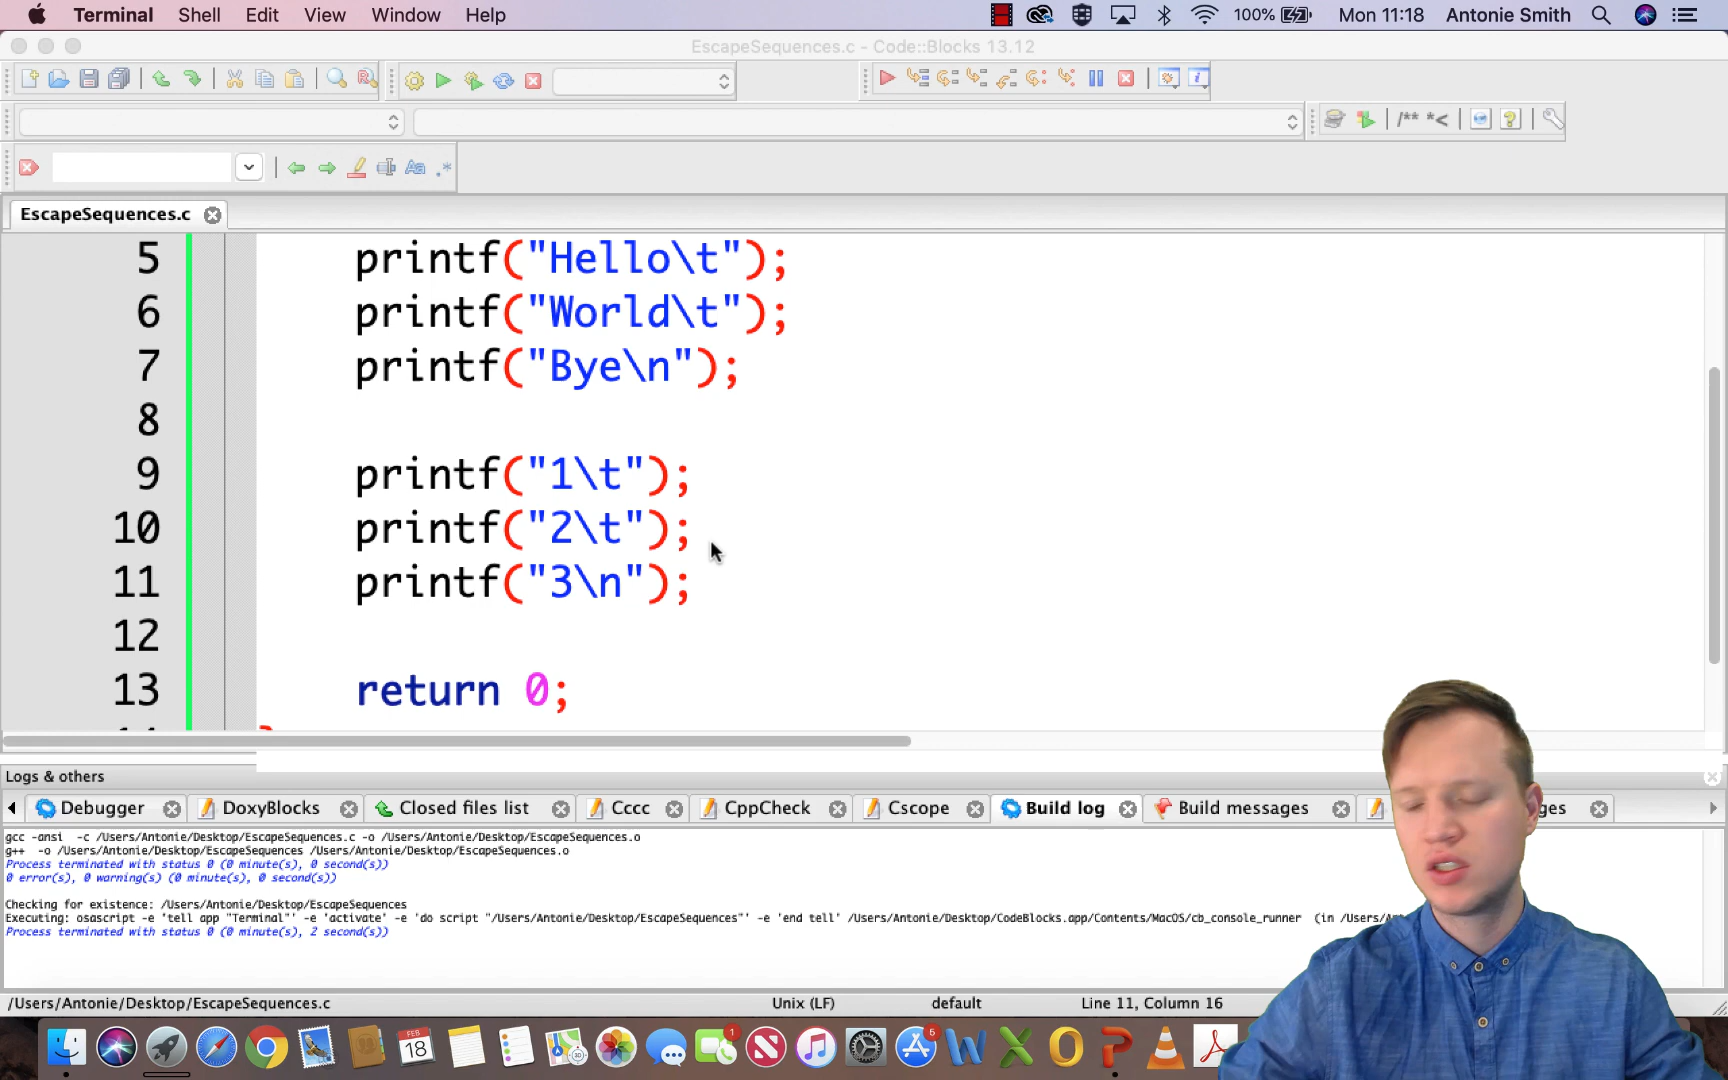 Terminal Shell Edit View Window Help 100% Mon 11:18 Antonie Smith
EscapeSequences.c - Code::Blocks 13.12
/** *<
Aa .*
EscapeSequences.c
5 printf("Hello\t");
6 printf("World\t");
7 printf("Bye\n");
8
9 printf("1\t");
10 printf("2\t");
11 printf("3\n");
12
13 return 0;
Logs & others
Debugger DoxyBlocks Closed files list Cccc CppCheck Cscope Build log Build messages
gcc -ansi -c /Users/Antonie/Desktop/EscapeSequences.c -o /Users/Antonie/Desktop/EscapeSequences.o
g++ -o /Users/Antonie/Desktop/EscapeSequences /Users/Antonie/Desktop/EscapeSequences.o
Process terminated with status 0 (0 minute(s), 0 second(s))
0 error(s), 0 warning(s) (0 minute(s), 0 second(s))
Checking for existence: /Users/Antonie/Desktop/EscapeSequences
Executing: osascript -e 'tell app "Terminal"' -e 'activate' -e 'do script "/Users/Antonie/Desktop/EscapeSequences"' -e 'end tell' /Users/Antonie/Desktop/CodeBlocks.app/Contents/MacOS/cb_console_runner (in
Process terminated with status 0 (0 minute(s), 2 second(s))
/Users/Antonie/Desktop/EscapeSequences.c Unix (LF) default Line 11, Column 16
FEB
18
1
5